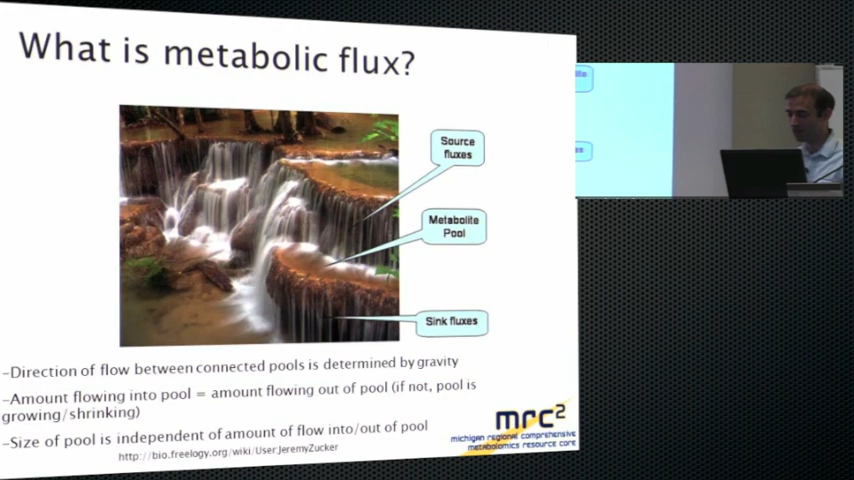 What is metabolic flux?
Source
fluxes
Metabolite
Pool
Sink fluxes
-Direction of flow between connected pools is determined by gravity
-Amount flowing into pool = amount flowing out of pool (if not, pool is
growing/shrinking)
-Size of pool is independent of amount of flow into/out of pool
http://bio.freelogy.org/wiki/User:JeremyZucker
mrc2
michigan regional comprehensive
metabolomics resource core